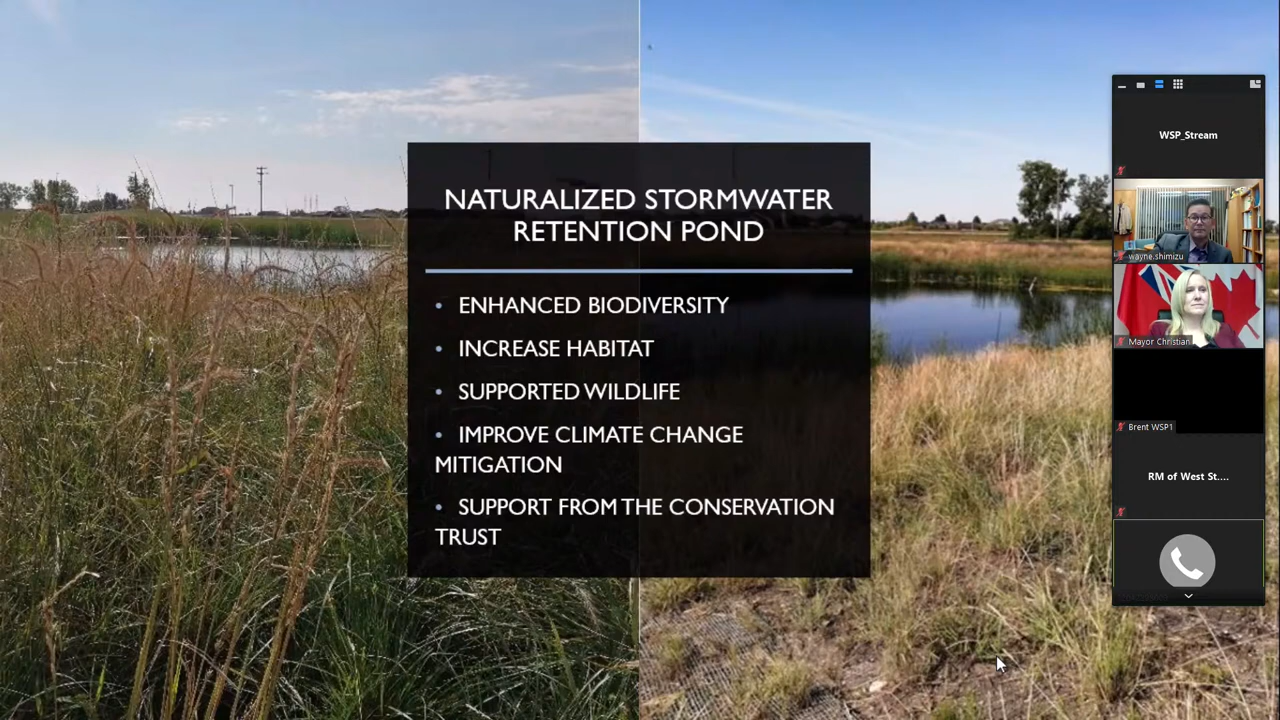 NATURALIZED STORMWATER
RETENTION POND
• ENHANCED BIODIVERSITY
• INCREASE HABITAT
• SUPPORTED WILDLIFE
• IMPROVE CLIMATE CHANGE
MITIGATION
• SUPPORT FROM THE CONSERVATION
TRUST
WSP_Stream
wayne.shimizu
Mayor Christian
Brent WSP1
RM of West St....